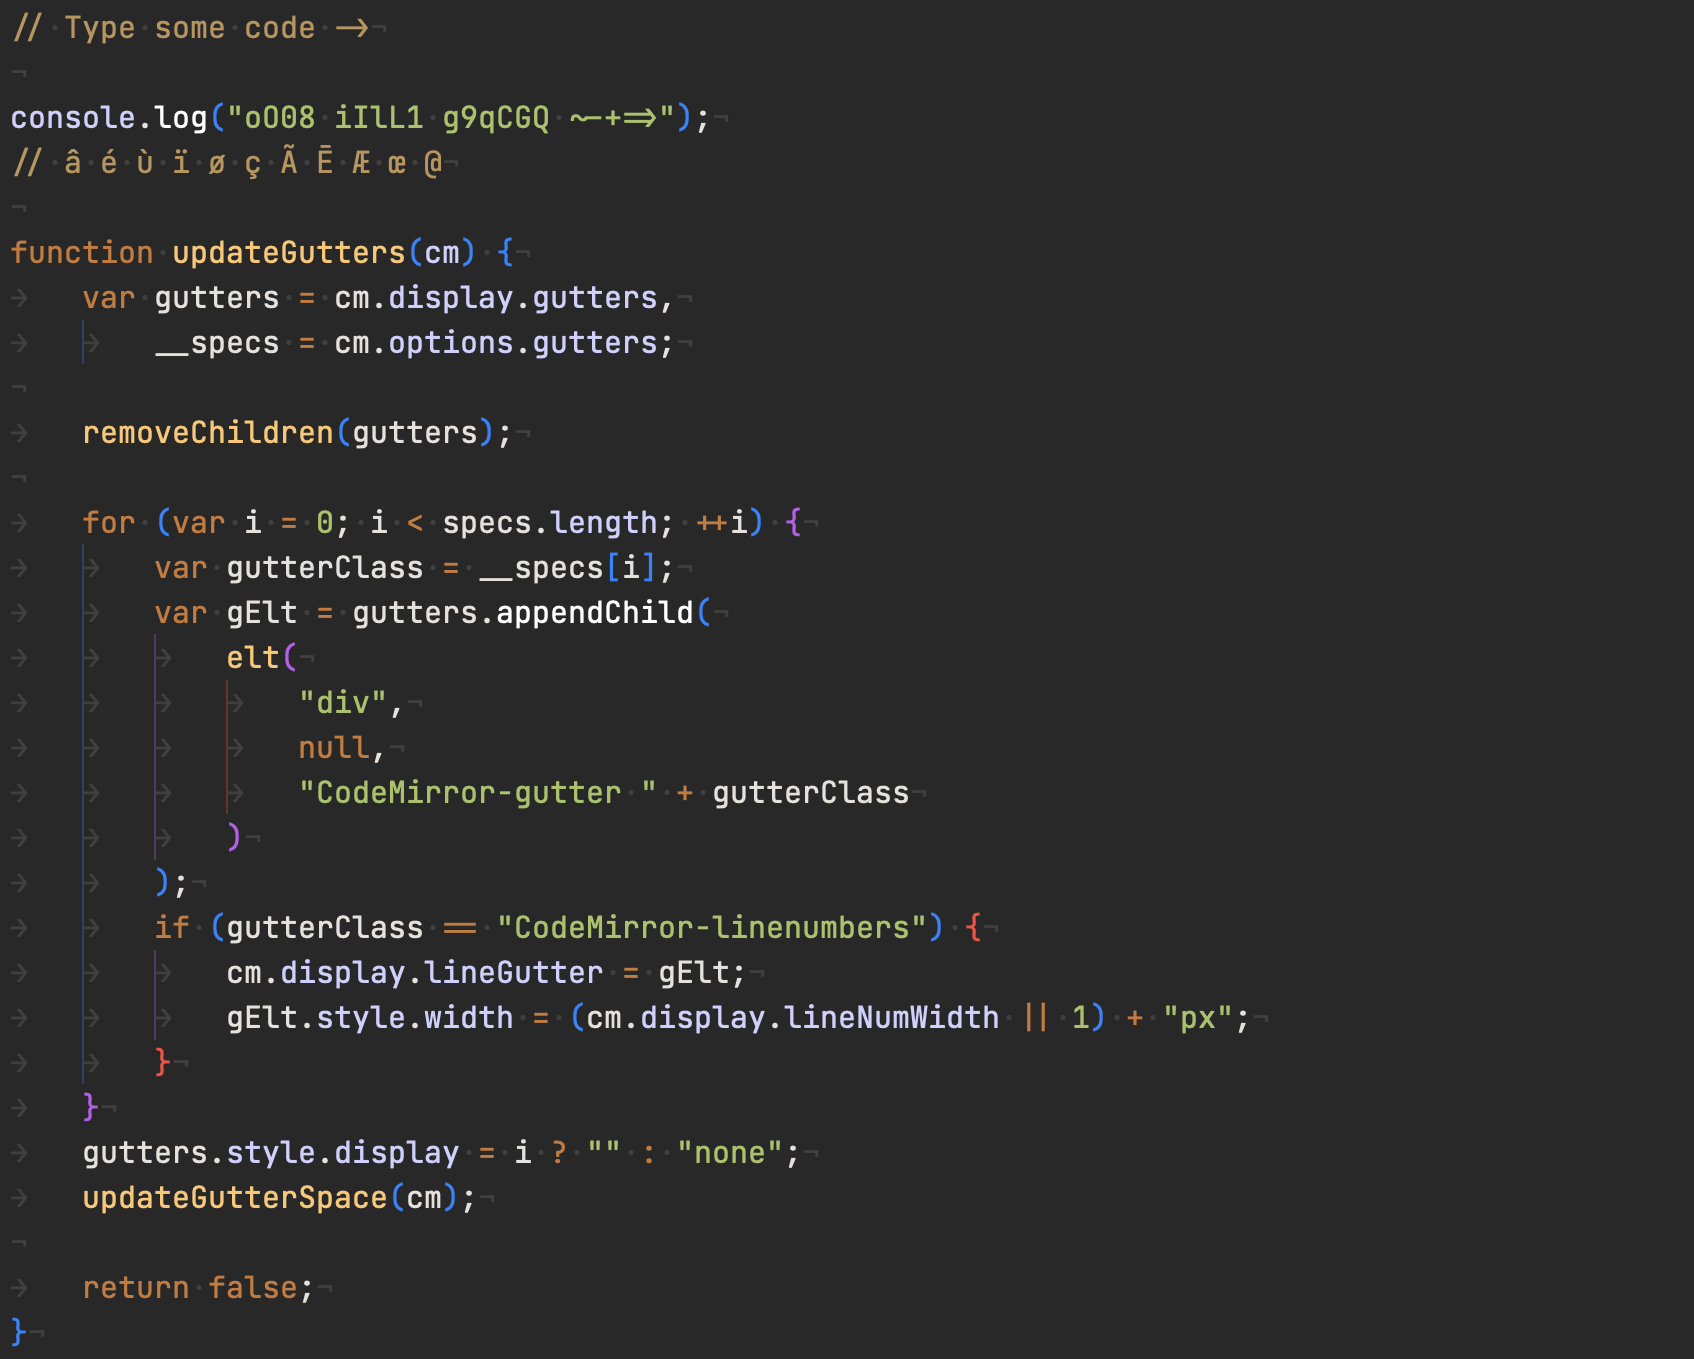 // Type some code ->

console.log("oO08 iIlL1 g9qCGQ ~-+=>");
// â é ù ï ø ç Ã Ē Æ œ @

function updateGutters(cm) {
	var gutters = cm.display.gutters,
		__specs = cm.options.gutters;

	removeChildren(gutters);

	for (var i = 0; i < specs.length; ++i) {
		var gutterClass = __specs[i];
		var gElt = gutters.appendChild(
			elt(
				"div",
				null,
				"CodeMirror-gutter " + gutterClass
			)
		);
		if (gutterClass == "CodeMirror-linenumbers") {
			cm.display.lineGutter = gElt;
			gElt.style.width = (cm.display.lineNumWidth || 1) + "px";
		}
	}
	gutters.style.display = i ? "" : "none";
	updateGutterSpace(cm);

	return false;
}